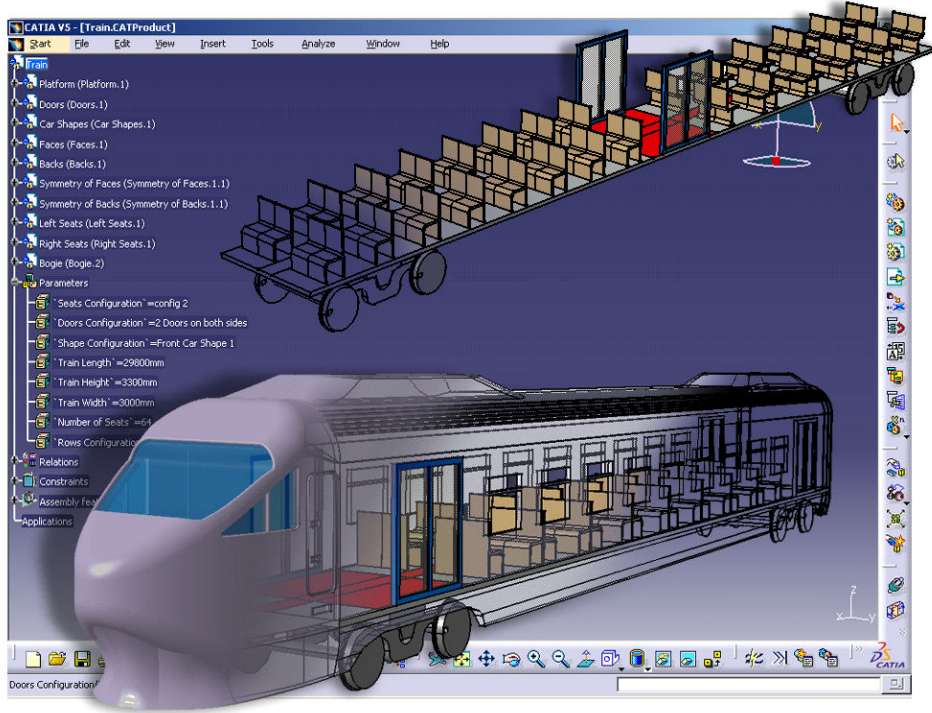 CATIA V5 - [Train.CATProduct]
Start File Edit View Insert Tools Analyze Window Help
Train
Platform (Platform.1)
Doors (Doors.1)
Car Shapes (Car Shapes.1)
Faces (Faces.1)
Backs (Backs.1)
Symmetry of Faces (Symmetry of Faces.1.1)
Symmetry of Backs (Symmetry of Backs.1.1)
Left Seats (Left Seats.1)
Right Seats (Right Seats.1)
Bogie (Bogie.2)
Parameters
`Seats Configuration`=config 2
`Doors Configuration`=2 Doors on both sides
`Shape Configuration`=Front Car Shape 1
`Train Length`=29800mm
`Train Height`=3300mm
`Train Width`=3000mm
`Number of Seats`=64
`Rows Configuration
Relations
Constraints
Assembly fea
Applications
x y
z
x y
CATIA
Doors Configuration